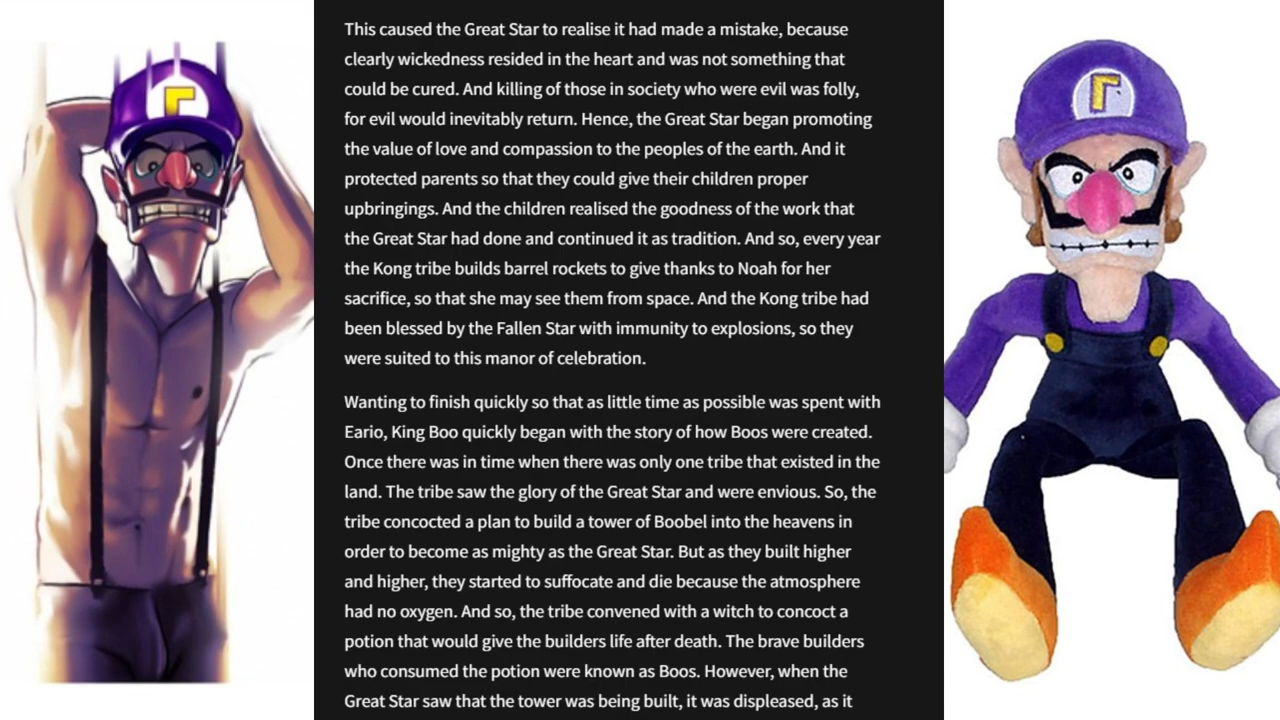 This caused the Great Star to realise it had made a mistake, because
clearly wickedness resided in the heart and was not something that
could be cured. And killing of those in society who were evil was folly,
for evil would inevitably return. Hence, the Great Star began promoting
the value of love and compassion to the peoples of the earth. And it
protected parents so that they could give their children proper
upbringings. And the children realised the goodness of the work that
the Great Star had done and continued it as tradition. And so, every year
the Kong tribe builds barrel rockets to give thanks to Noah for her
sacrifice, so that she may see them from space. And the Kong tribe had
been blessed by the Fallen Star with immunity to explosions, so they
were suited to this manor of celebration.
Wanting to finish quickly so that as little time as possible was spent with
Eario, King Boo quickly began with the story of how Boos were created.
Once there was in time when there was only one tribe that existed in the
land. The tribe saw the glory of the Great Star and were envious. So, the
tribe concocted a plan to build a tower of Boobel into the heavens in
order to become as mighty as the Great Star. But as they built higher
and higher, they started to suffocate and die because the atmosphere
had no oxygen. And so, the tribe convened with a witch to concoct a
potion that would give the builders life after death. The brave builders
who consumed the potion were known as Boos. However, when the
Great Star saw that the tower was being built, it was displeased, as it